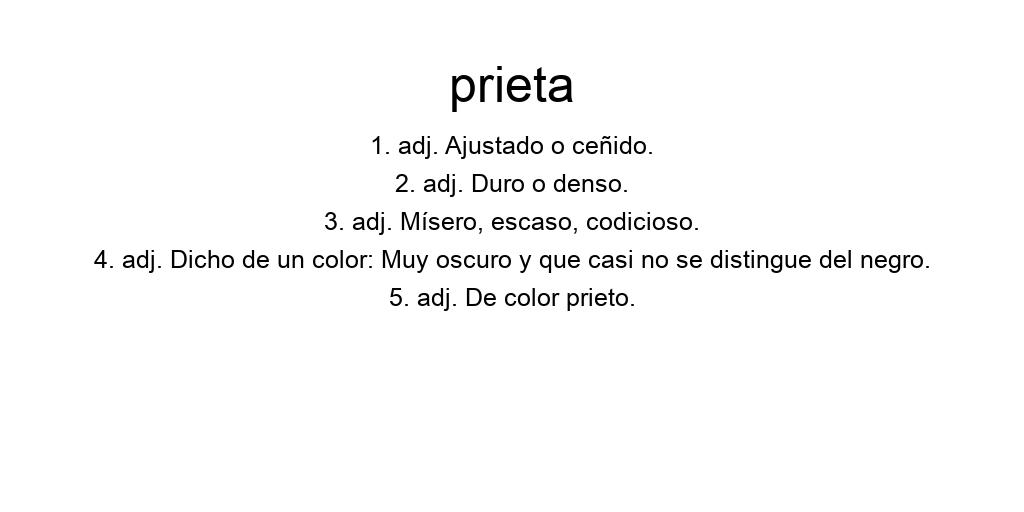 prieta
1. adj. Ajustado o ceñido.
2. adj. Duro o denso.
3. adj. Mísero, escaso, codicioso.
4. adj. Dicho de un color: Muy oscuro y que casi no se distingue del negro.
5. adj. De color prieto.